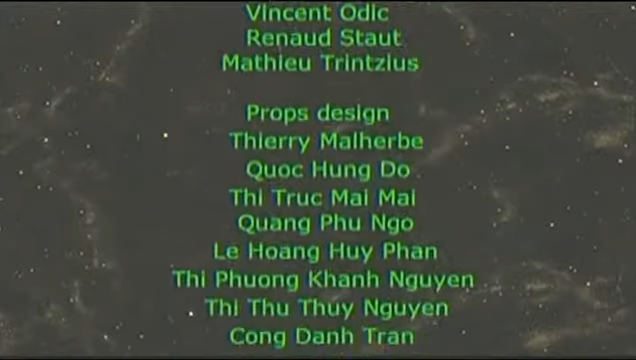 Vincent Odic
Renaud Staut
Mathieu Trintzius
Props design
Thierry Malherbe
Quoc Hung Do
Thi Truc Mai Mai
Quang Phu Ngo
Le Hoang Huy Phan
Thi Phuong Khanh Nguyen
Thi Thu Thuy Nguyen
Cong Danh Tran